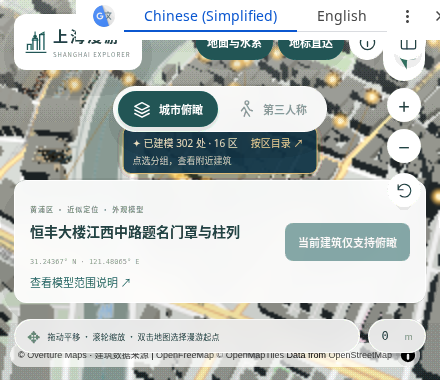 Chinese (Simplified)
English
SHANGHAI EXPLORER
地面与水系
地标直达
城市俯瞰
第三人称
✦ 已建模 302 处 · 16 区
按区目录 ↗
点选分组，查看附近建筑
黄浦区 · 近似定位 · 外观模型
恒丰大楼江西中路题名门罩与柱列
当前建筑仅支持俯瞰
31.24367° N · 121.48065° E
查看模型范围说明 ↗
拖动平移 · 滚轮缩放 · 双击地图选择漫游起点
0 m
© Overture Maps · 建筑数据来源 | OpenFreeMap © OpenMapTiles Data from OpenStreetMap